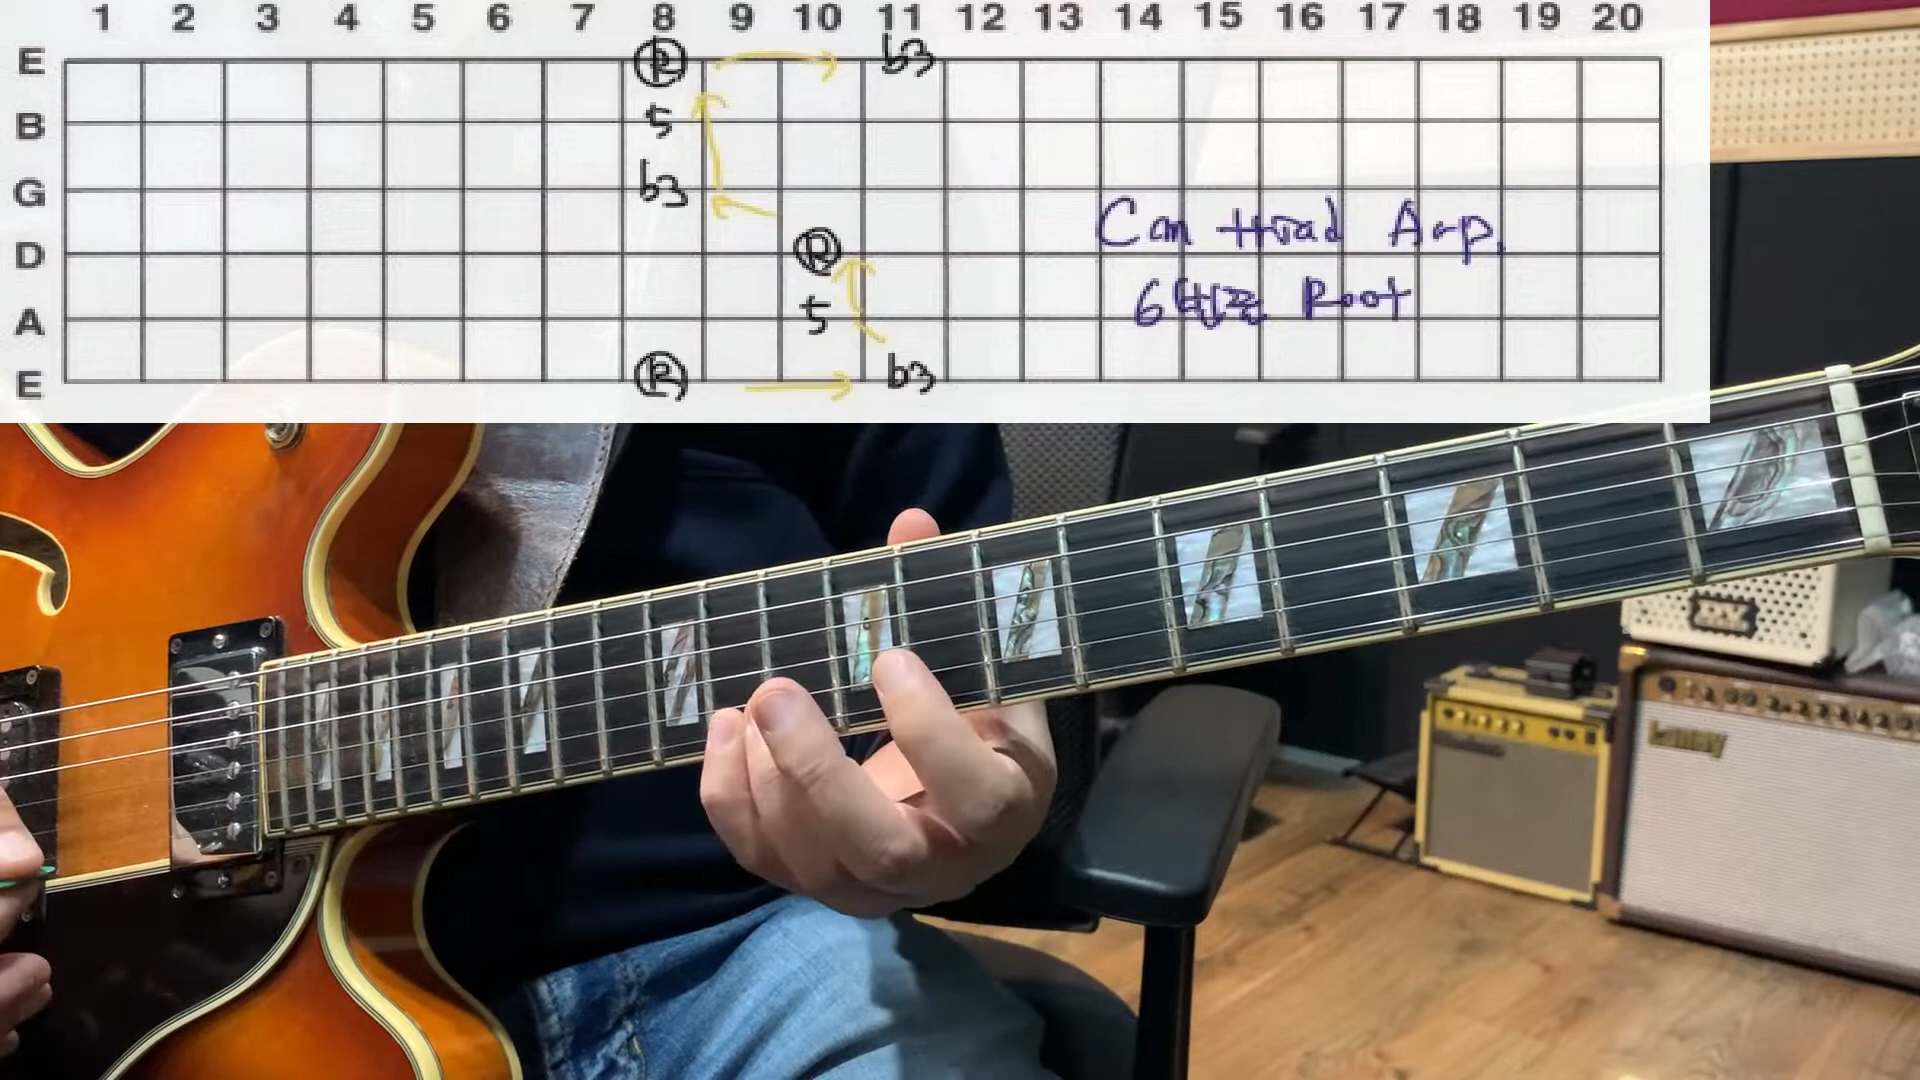 1 2 3 4 5 6 7 8 9 10 11 12 13 14 15 16 17 18 19 20
E R b3
B 5
G b3
D R
A 5
E R b3
Cm triad Arp.
6번줄 Root
Laney